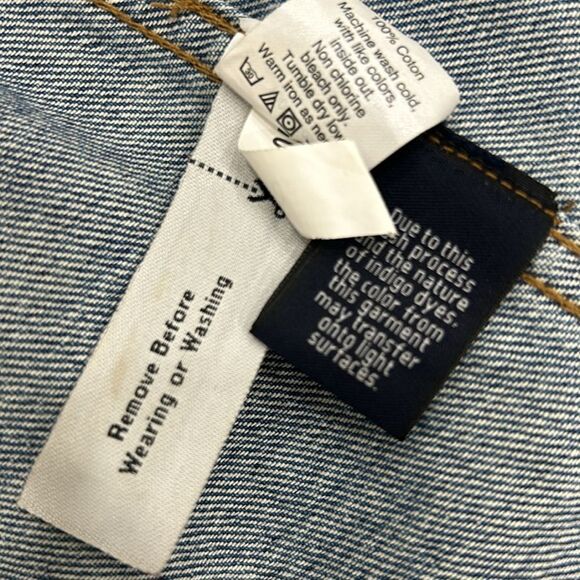 100% Coton
Machine wash cold,
with like colors,
inside out.
Non chlorine
bleach only.
Tumble dry low
Warm iron as
Due to this
process
and the nature
of indigo dyes,
the color from
this garment
may transfer
onto light
surfaces.
Remove Before
Wearing or Washing